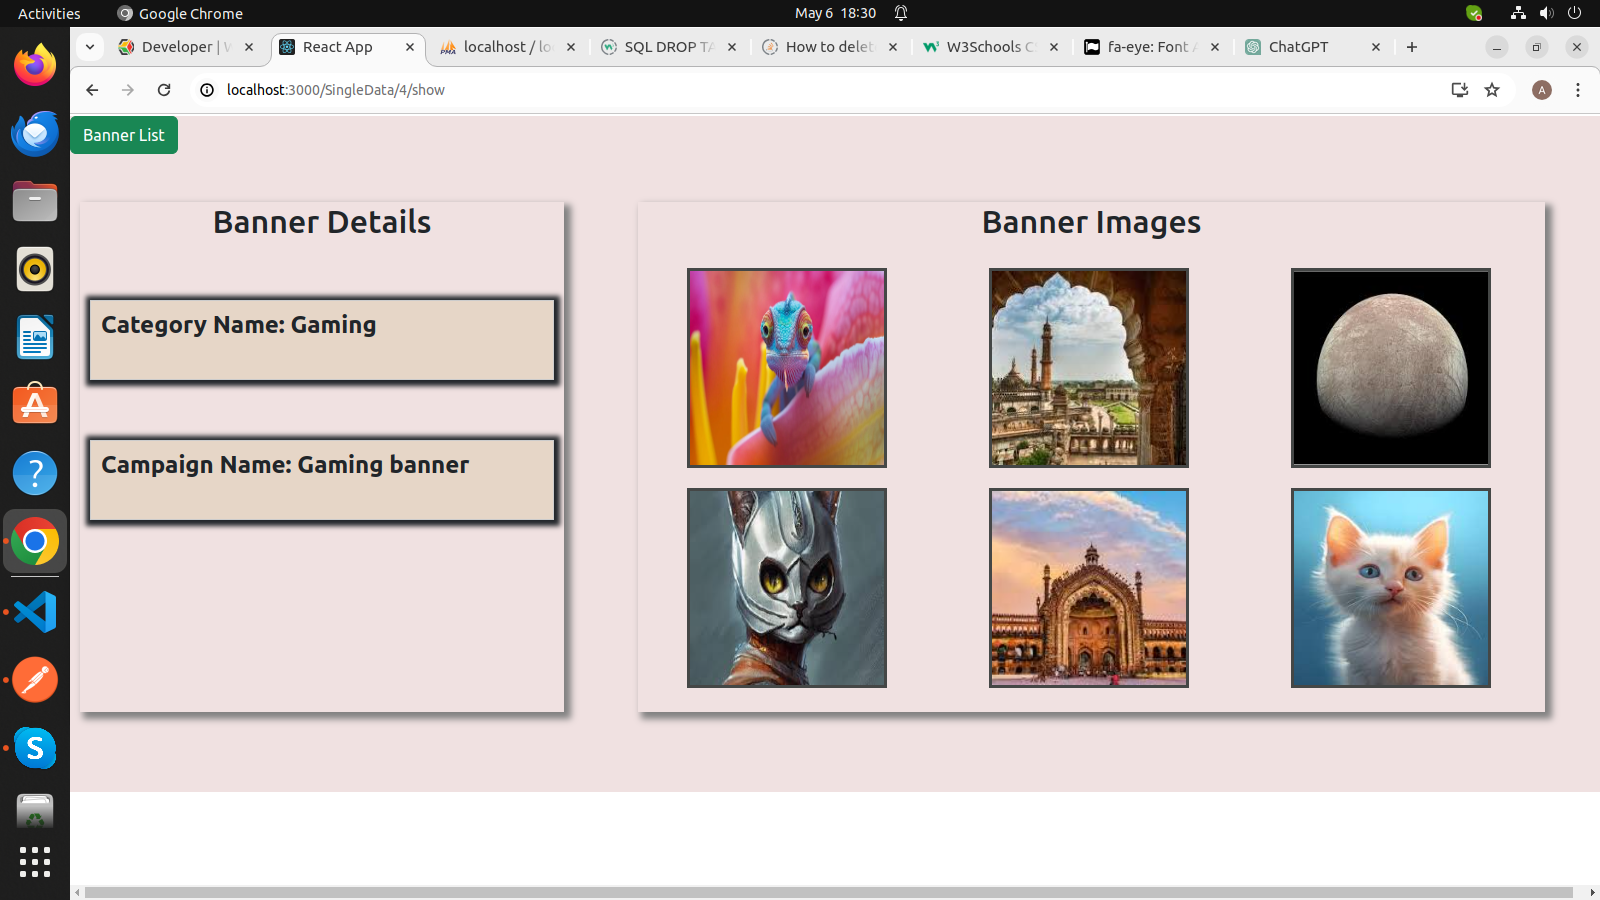 Activities
Google Chrome
May 6 18:30
Developer | W
React App
localhost / lo
SQL DROP TA
How to delet
W3Schools C
fa-eye: Font A
ChatGPT
localhost:3000/SingleData/4/show
A
Banner List
Banner Details
Banner Images
Category Name: Gaming
Campaign Name: Gaming banner